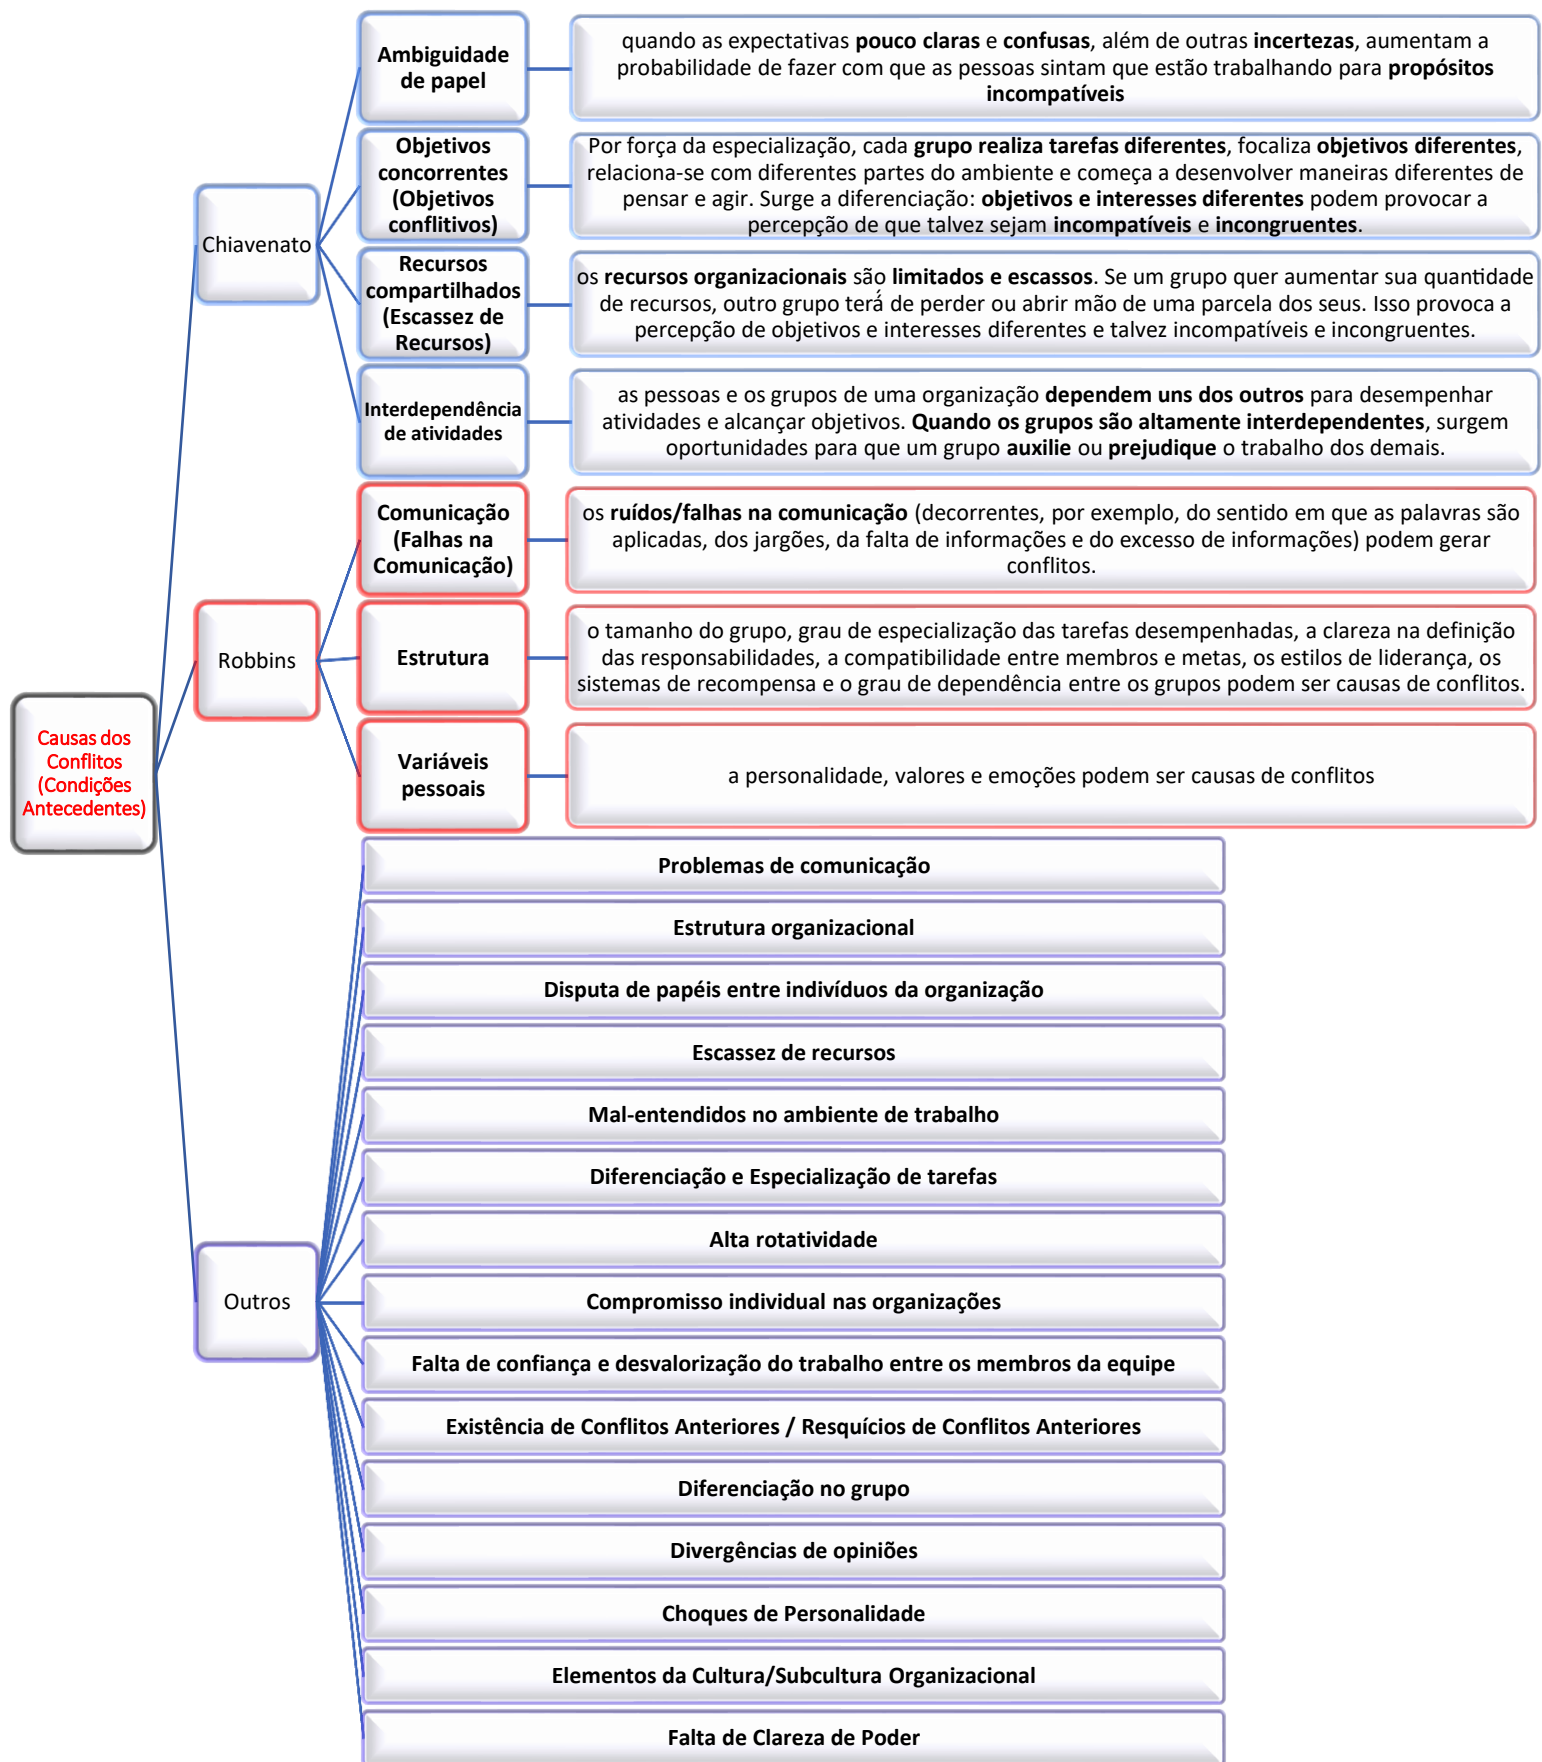 Causas dos
Conflitos
(Condições
Antecedentes)
Chiavenato
Ambiguidade
de papel
quando as expectativas pouco claras e confusas, além de outras incertezas, aumentam a
probabilidade de fazer com que as pessoas sintam que estão trabalhando para propósitos
incompatíveis
Objetivos
concorrentes
(Objetivos
conflitivos)
Por força da especialização, cada grupo realiza tarefas diferentes, focaliza objetivos diferentes,
relaciona-se com diferentes partes do ambiente e começa a desenvolver maneiras diferentes de
pensar e agir. Surge a diferenciação: objetivos e interesses diferentes podem provocar a
percepção de que talvez sejam incompatíveis e incongruentes.
Recursos
compartilhados
(Escassez de
Recursos)
os recursos organizacionais são limitados e escassos. Se um grupo quer aumentar sua quantidade
de recursos, outro grupo terá de perder ou abrir mão de uma parcela dos seus. Isso provoca a
percepção de objetivos e interesses diferentes e talvez incompatíveis e incongruentes.
Interdependência
de atividades
as pessoas e os grupos de uma organização dependem uns dos outros para desempenhar
atividades e alcançar objetivos. Quando os grupos são altamente interdependentes, surgem
oportunidades para que um grupo auxilie ou prejudique o trabalho dos demais.
Robbins
Comunicação
(Falhas na
Comunicação)
os ruídos/falhas na comunicação (decorrentes, por exemplo, do sentido em que as palavras são
aplicadas, dos jargões, da falta de informações e do excesso de informações) podem gerar
conflitos.
Estrutura
o tamanho do grupo, grau de especialização das tarefas desempenhadas, a clareza na definição
das responsabilidades, a compatibilidade entre membros e metas, os estilos de liderança, os
sistemas de recompensa e o grau de dependência entre os grupos podem ser causas de conflitos.
Variáveis
pessoais
a personalidade, valores e emoções podem ser causas de conflitos
Outros
Problemas de comunicação
Estrutura organizacional
Disputa de papéis entre indivíduos da organização
Escassez de recursos
Mal-entendidos no ambiente de trabalho
Diferenciação e Especialização de tarefas
Alta rotatividade
Compromisso individual nas organizações
Falta de confiança e desvalorização do trabalho entre os membros da equipe
Existência de Conflitos Anteriores / Resquícios de Conflitos Anteriores
Diferenciação no grupo
Divergências de opiniões
Choques de Personalidade
Elementos da Cultura/Subcultura Organizacional
Falta de Clareza de Poder